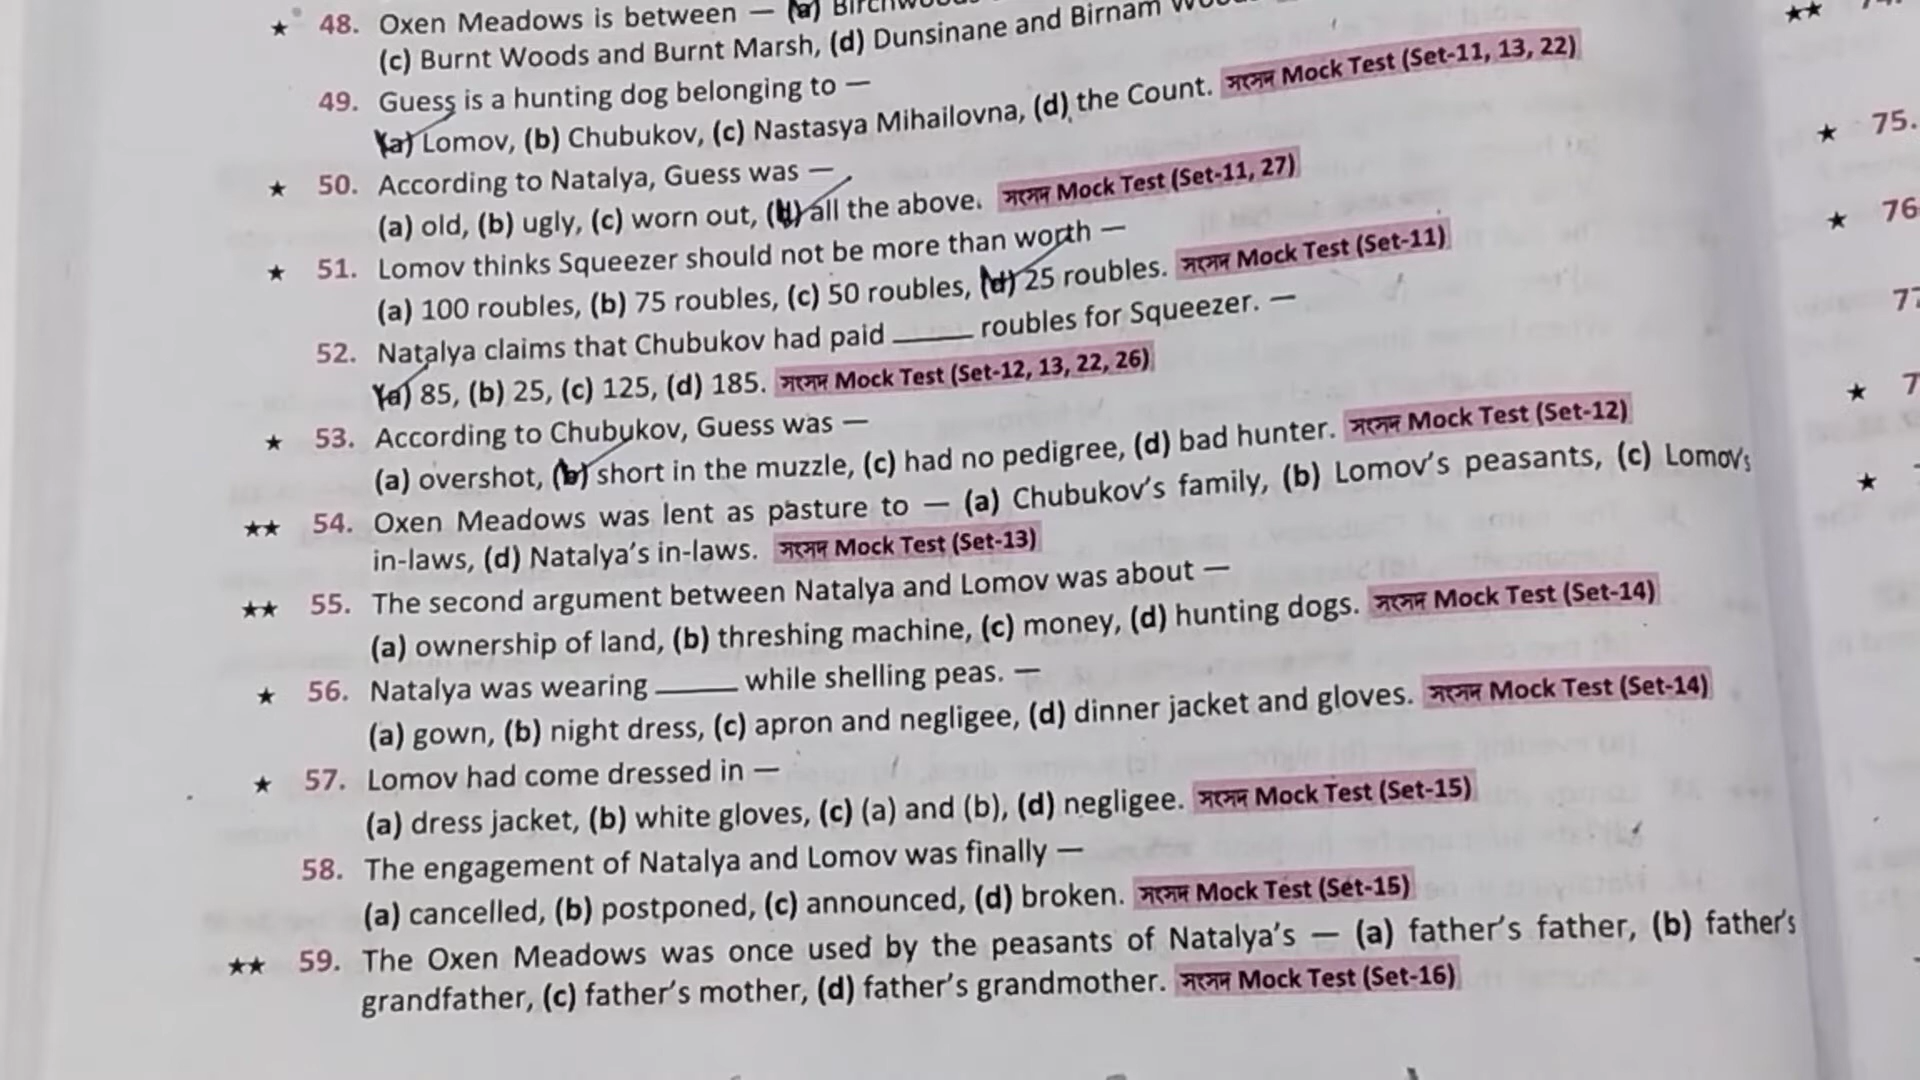 ★ 48. Oxen Meadows is between — (a)
(c) Burnt Woods and Burnt Marsh, (d) Dunsinane and Birnam
49. Guess is a hunting dog belonging to —
(a) Lomov, (b) Chubukov, (c) Nastasya Mihailovna, (d) the Count. সংসদ Mock Test (Set-11, 13, 22)
★ 50. According to Natalya, Guess was —
(a) old, (b) ugly, (c) worn out, (d) all the above. সংসদ Mock Test (Set-11, 27)
★ 51. Lomov thinks Squeezer should not be more than worth —
(a) 100 roubles, (b) 75 roubles, (c) 50 roubles, (d) 25 roubles. সংসদ Mock Test (Set-11)
52. Natalya claims that Chubukov had paid ______ roubles for Squeezer. —
(a) 85, (b) 25, (c) 125, (d) 185. সংসদ Mock Test (Set-12, 13, 22, 26)
★ 53. According to Chubukov, Guess was —
(a) overshot, (b) short in the muzzle, (c) had no pedigree, (d) bad hunter. সংসদ Mock Test (Set-12)
★★ 54. Oxen Meadows was lent as pasture to — (a) Chubukov's family, (b) Lomov's peasants, (c) Lomov's
in-laws, (d) Natalya's in-laws. সংসদ Mock Test (Set-13)
★★ 55. The second argument between Natalya and Lomov was about —
(a) ownership of land, (b) threshing machine, (c) money, (d) hunting dogs. সংসদ Mock Test (Set-14)
★ 56. Natalya was wearing ______ while shelling peas. —
(a) gown, (b) night dress, (c) apron and negligee, (d) dinner jacket and gloves. সংসদ Mock Test (Set-14)
★ 57. Lomov had come dressed in —
(a) dress jacket, (b) white gloves, (c) (a) and (b), (d) negligee. সংসদ Mock Test (Set-15)
58. The engagement of Natalya and Lomov was finally —
(a) cancelled, (b) postponed, (c) announced, (d) broken. সংসদ Mock Test (Set-15)
★★ 59. The Oxen Meadows was once used by the peasants of Natalya's — (a) father's father, (b) father's
grandfather, (c) father's mother, (d) father's grandmother. সংসদ Mock Test (Set-16)
★★
★ 75.
★ 76
77
★
★